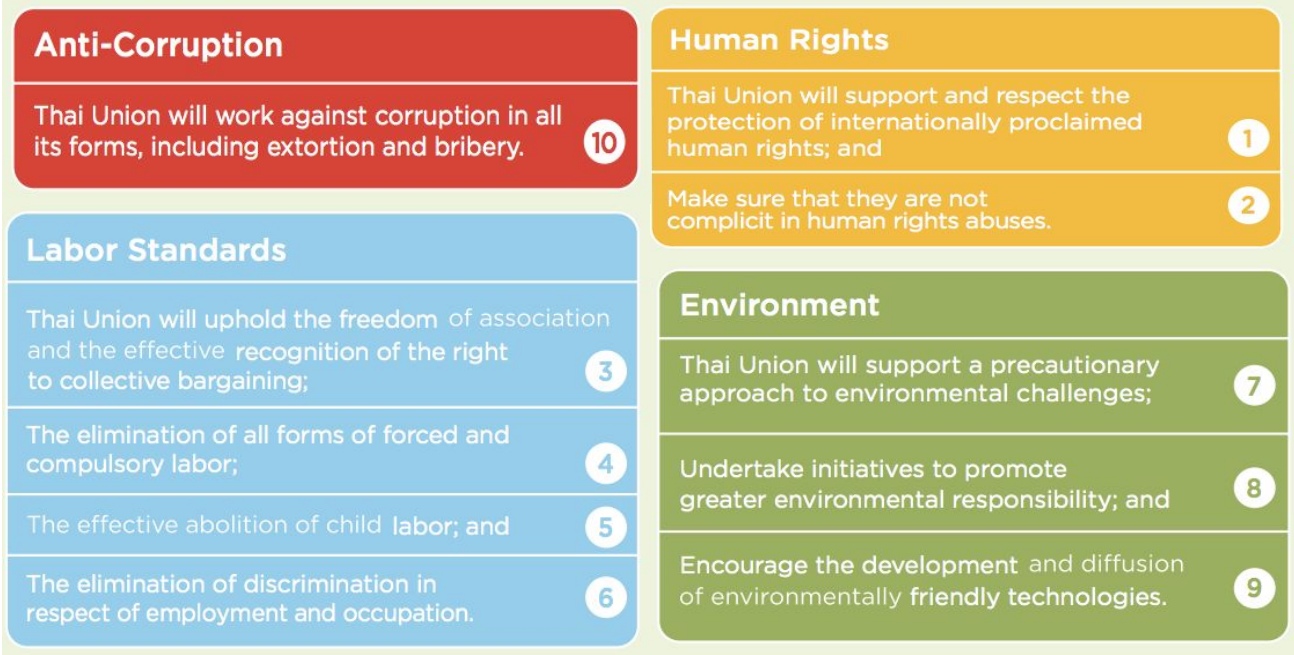 Anti-Corruption
Thai Union will work against corruption in all
its forms, including extortion and bribery.
10
Human Rights
Thai Union will support and respect the
protection of internationally proclaimed
human rights; and
1
Make sure that they are not
complicit in human rights abuses.
2
Labor Standards
Thai Union will uphold the freedom of association
and the effective recognition of the right
to collective bargaining;
3
The elimination of all forms of forced and
compulsory labor;
4
The effective abolition of child labor; and
5
The elimination of discrimination in
respect of employment and occupation.
6
Environment
Thai Union will support a precautionary
approach to environmental challenges;
7
Undertake initiatives to promote
greater environmental responsibility; and
8
Encourage the development and diffusion
of environmentally friendly technologies.
9